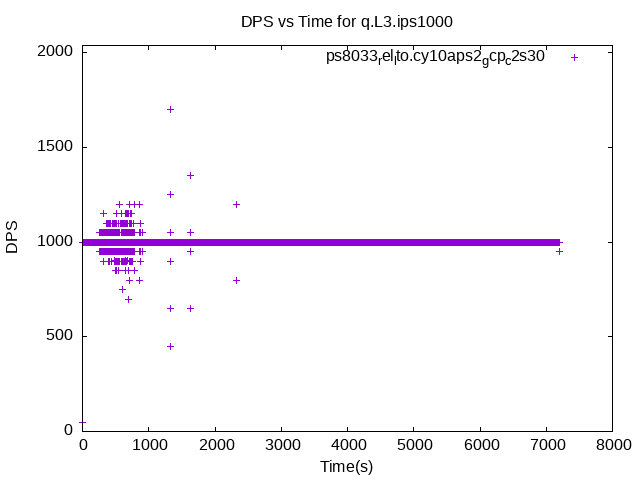 DPS vs Time for q.L3.ips1000
ps8033_rel_lto.cy10aps2_gcp_c2s30
2000
1500
1000
500
0
DPS
0 1000 2000 3000 4000 5000 6000 7000 8000
Time(s)